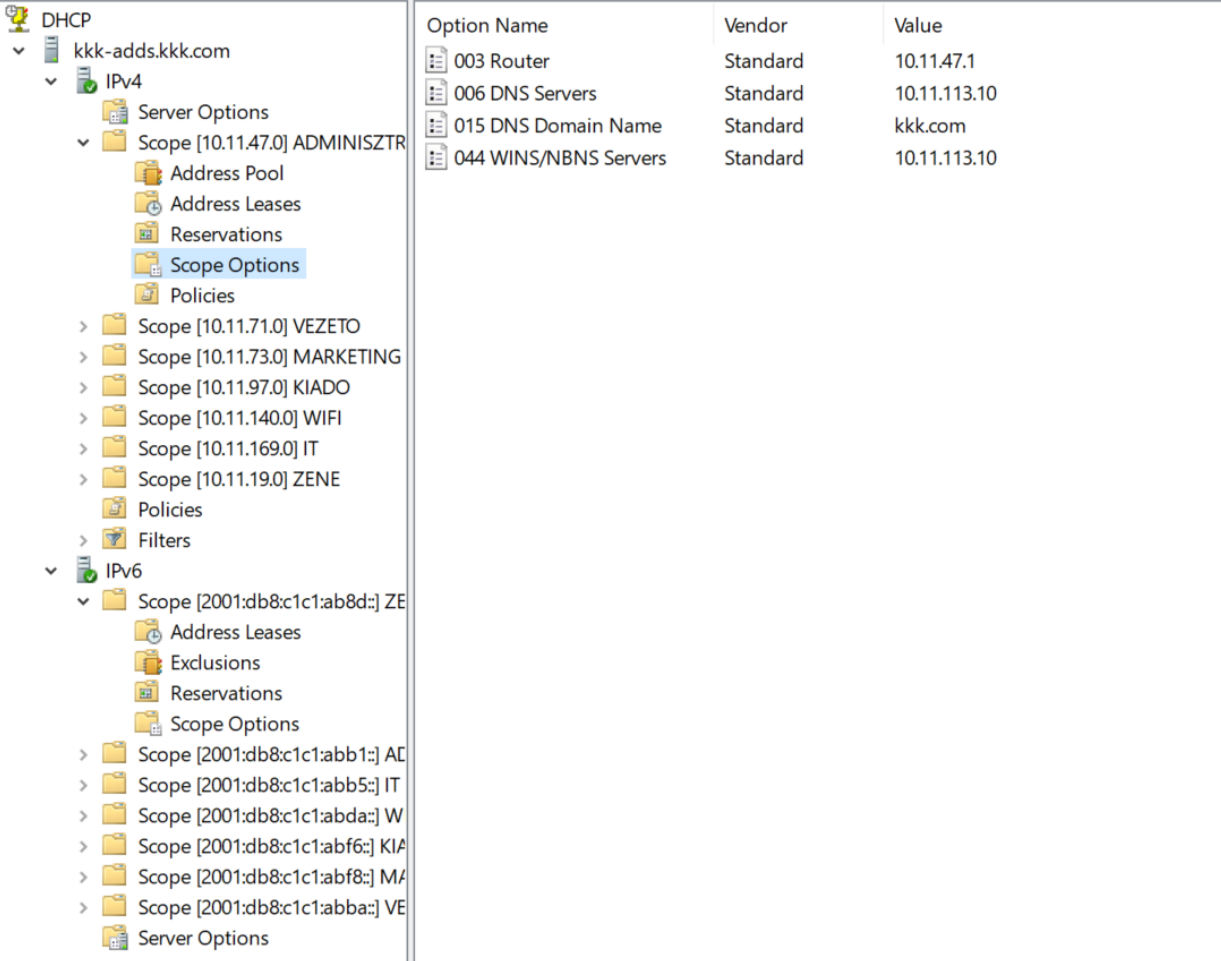 DHCP
kkk-adds.kkk.com
IPv4
Server Options
Scope [10.11.47.0] ADMINISZTR
Address Pool
Address Leases
Reservations
Scope Options
Policies
Scope [10.11.71.0] VEZETO
Scope [10.11.73.0] MARKETING
Scope [10.11.97.0] KIADO
Scope [10.11.140.0] WIFI
Scope [10.11.169.0] IT
Scope [10.11.19.0] ZENE
Policies
Filters
IPv6
Scope [2001:db8:c1c1:ab8d::] ZE
Address Leases
Exclusions
Reservations
Scope Options
Scope [2001:db8:c1c1:abb1::] AD
Scope [2001:db8:c1c1:abb5::] IT
Scope [2001:db8:c1c1:abda::] W
Scope [2001:db8:c1c1:abf6::] KIA
Scope [2001:db8:c1c1:abf8::] MA
Scope [2001:db8:c1c1:abba::] VE
Server Options
Option Name Vendor Value
003 Router Standard 10.11.47.1
006 DNS Servers Standard 10.11.113.10
015 DNS Domain Name Standard kkk.com
044 WINS/NBNS Servers Standard 10.11.113.10